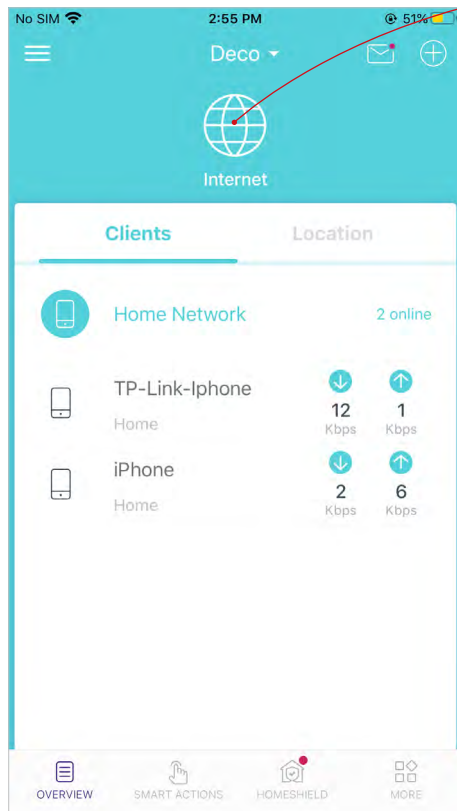 No SIM 2:55 PM 51%
Deco
Internet
Clients Location
Home Network 2 online
TP-Link-Iphone
12 1
Home Kbps Kbps
iPhone
2 6
Home Kbps Kbps
OVERVIEW SMART ACTIONS HOMESHIELD MORE